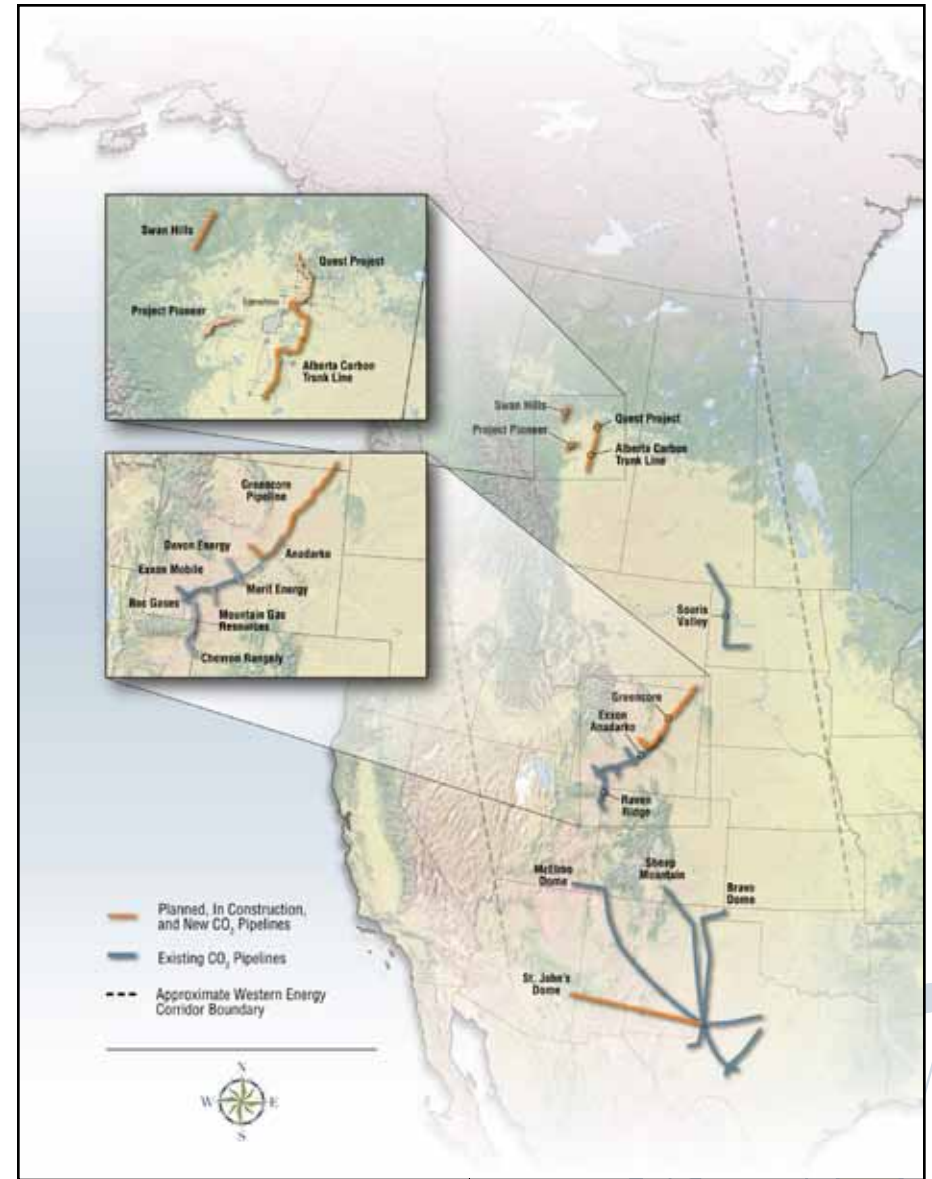 Swan Hills
Quest Project
Project Pioneer
Alberta Carbon
Trunk Line
Greencore
Pipeline
Devon Energy
Anadarko
Exxon Mobile
Merit Energy
Mountain Gas
Resources
Chevron Rangely
Swan Hills
Quest Project
Project Pioneer
Alberta Carbon
Trunk Line
Souris
Valley
Greencore
Exxon
Anadarko
Raven
Ridge
McElmo
Dome
Sheep
Mountain
Bravo
Dome
St. John's
Dome
Planned, In Construction,
and New CO₂ Pipelines
Existing CO₂ Pipelines
Approximate Western Energy
Corridor Boundary
N
W
E
S